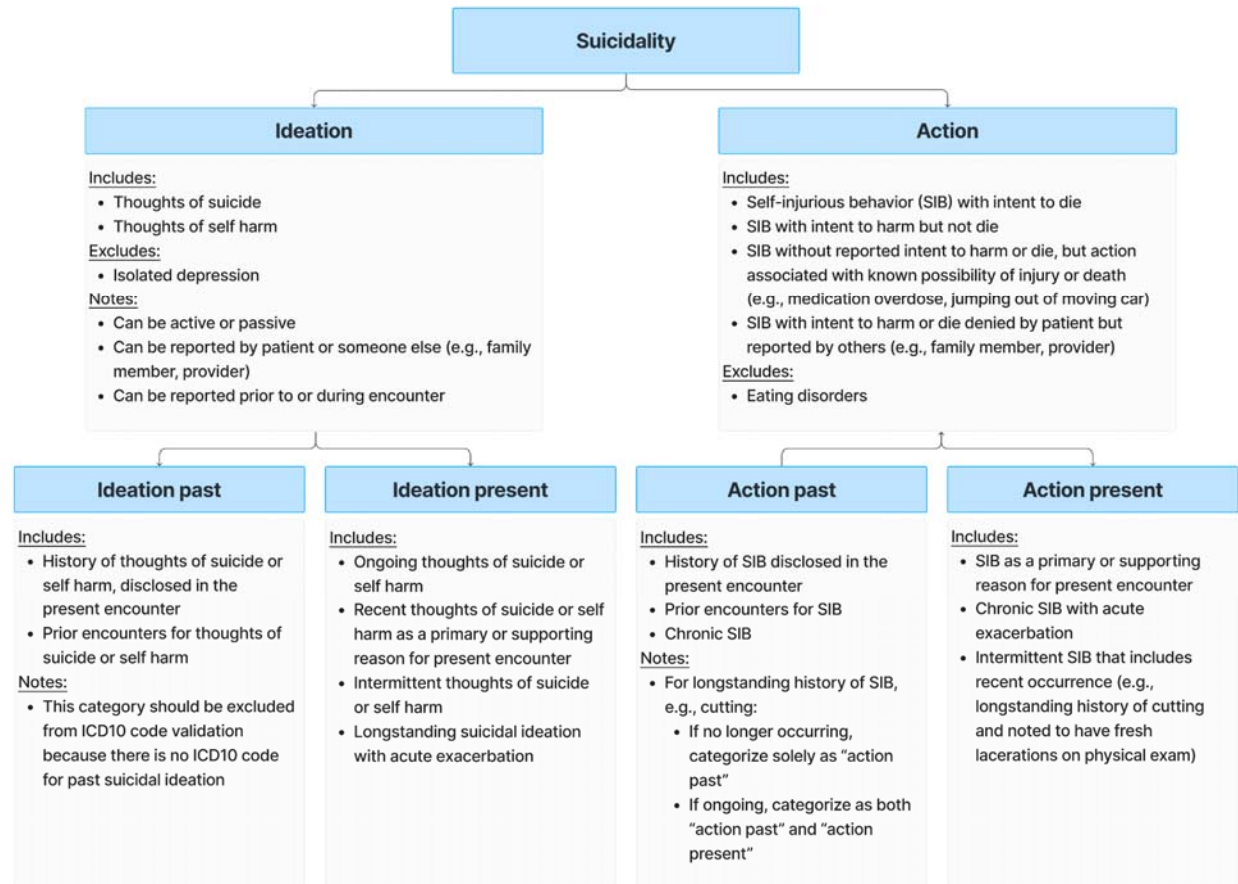 Suicidality
Ideation
Includes:
• Thoughts of suicide
• Thoughts of self harm
Excludes:
• Isolated depression
Notes:
• Can be active or passive
• Can be reported by patient or someone else (e.g., family
member, provider)
• Can be reported prior to or during encounter
Action
Includes:
• Self-injurious behavior (SIB) with intent to die
• SIB with intent to harm but not die
• SIB without reported intent to harm or die, but action
associated with known possibility of injury or death
(e.g., medication overdose, jumping out of moving car)
• SIB with intent to harm or die denied by patient but
reported by others (e.g., family member, provider)
Excludes:
• Eating disorders
Ideation past
Includes:
• History of thoughts of suicide or
self harm, disclosed in the
present encounter
• Prior encounters for thoughts of
suicide or self harm
Notes:
• This category should be excluded
from ICD10 code validation
because there is no ICD10 code
for past suicidal ideation
Ideation present
Includes:
• Ongoing thoughts of suicide or
self harm
• Recent thoughts of suicide or self
harm as a primary or supporting
reason for present encounter
• Intermittent thoughts of suicide
or self harm
• Longstanding suicidal ideation
with acute exacerbation
Action past
Includes:
• History of SIB disclosed in the
present encounter
• Prior encounters for SIB
• Chronic SIB
Notes:
• For longstanding history of SIB,
e.g., cutting:
• If no longer occurring,
categorize solely as “action
past”
• If ongoing, categorize as both
“action past” and “action
present”
Action present
Includes:
• SIB as a primary or supporting
reason for present encounter
• Chronic SIB with acute
exacerbation
• Intermittent SIB that includes
recent occurrence (e.g.,
longstanding history of cutting
and noted to have fresh
lacerations on physical exam)